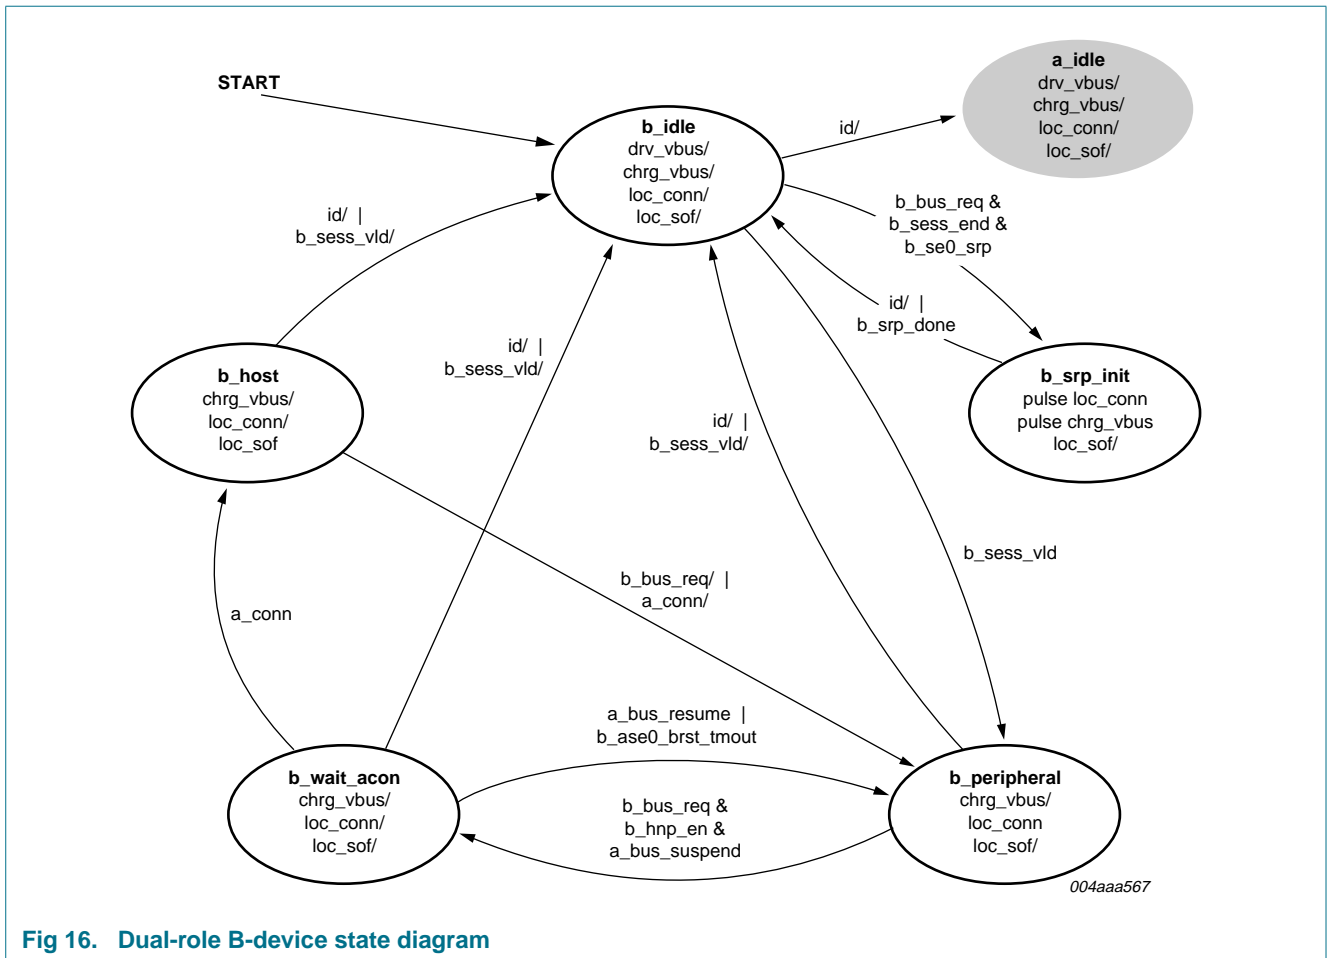 START
a_idle
drv_vbus/
chrg_vbus/
loc_conn/
loc_sof/
b_idle
drv_vbus/
chrg_vbus/
loc_conn/
loc_sof/
id/
b_bus_req &
b_sess_end &
b_se0_srp
id/ |
b_sess_vld/
id/ |
b_srp_done
id/ |
b_sess_vld/
b_host
chrg_vbus/
loc_conn/
loc_sof
b_srp_init
pulse loc_conn
pulse chrg_vbus
loc_sof/
id/ |
b_sess_vld/
b_sess_vld
b_bus_req/ |
a_conn/
a_conn
a_bus_resume |
b_ase0_brst_tmout
b_wait_acon
chrg_vbus/
loc_conn/
loc_sof/
b_bus_req &
b_hnp_en &
a_bus_suspend
b_peripheral
chrg_vbus/
loc_conn
loc_sof/
004aaa567
Fig 16. Dual-role B-device state diagram